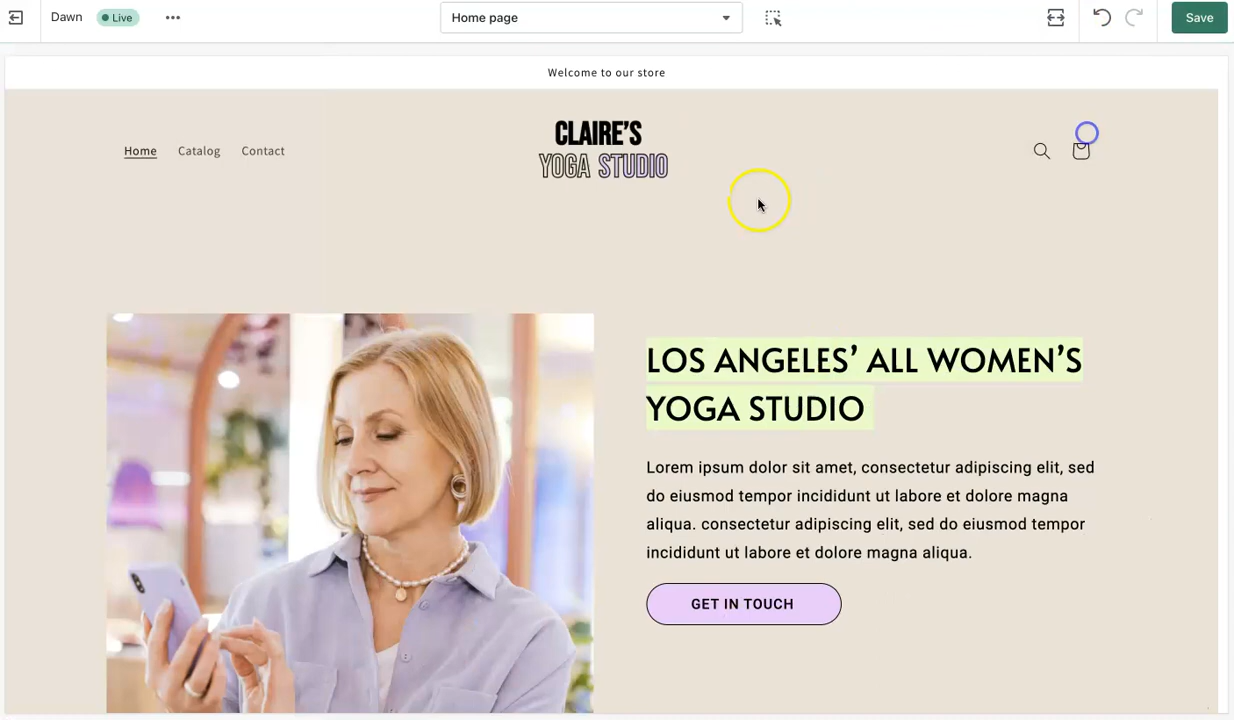 Dawn Live Home page Save
Welcome to our store
CLAIRE'S
YOGA STUDIO
Home Catalog Contact
LOS ANGELES’ ALL WOMEN’S
YOGA STUDIO
Lorem ipsum dolor sit amet, consectetur adipiscing elit, sed
do eiusmod tempor incididunt ut labore et dolore magna
aliqua. consectetur adipiscing elit, sed do eiusmod tempor
incididunt ut labore et dolore magna aliqua.
GET IN TOUCH